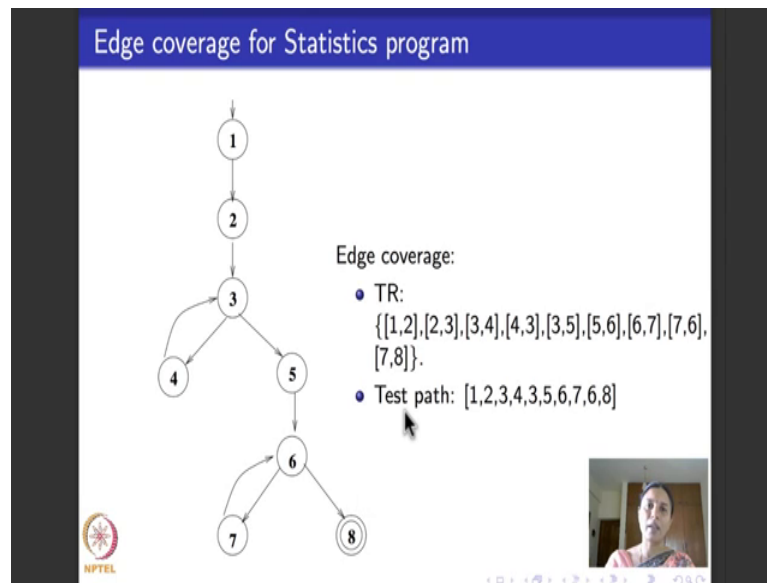 Edge coverage for Statistics program
1
2
3
4
5
6
7
8
Edge coverage:
TR:
{[1,2],[2,3],[3,4],[4,3],[3,5],[5,6],[6,7],[7,6],
[7,8]}.
Test path: [1,2,3,4,3,5,6,7,6,8]
NPTEL